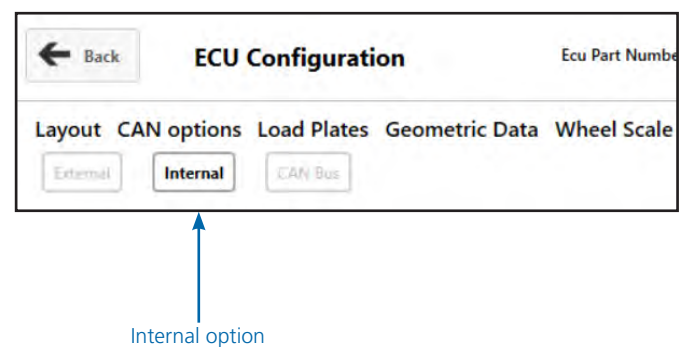 Back ECU Configuration Ecu Part Numbe
Layout CAN options Load Plates Geometric Data Wheel Scale
External Internal CAN Bus
Internal option